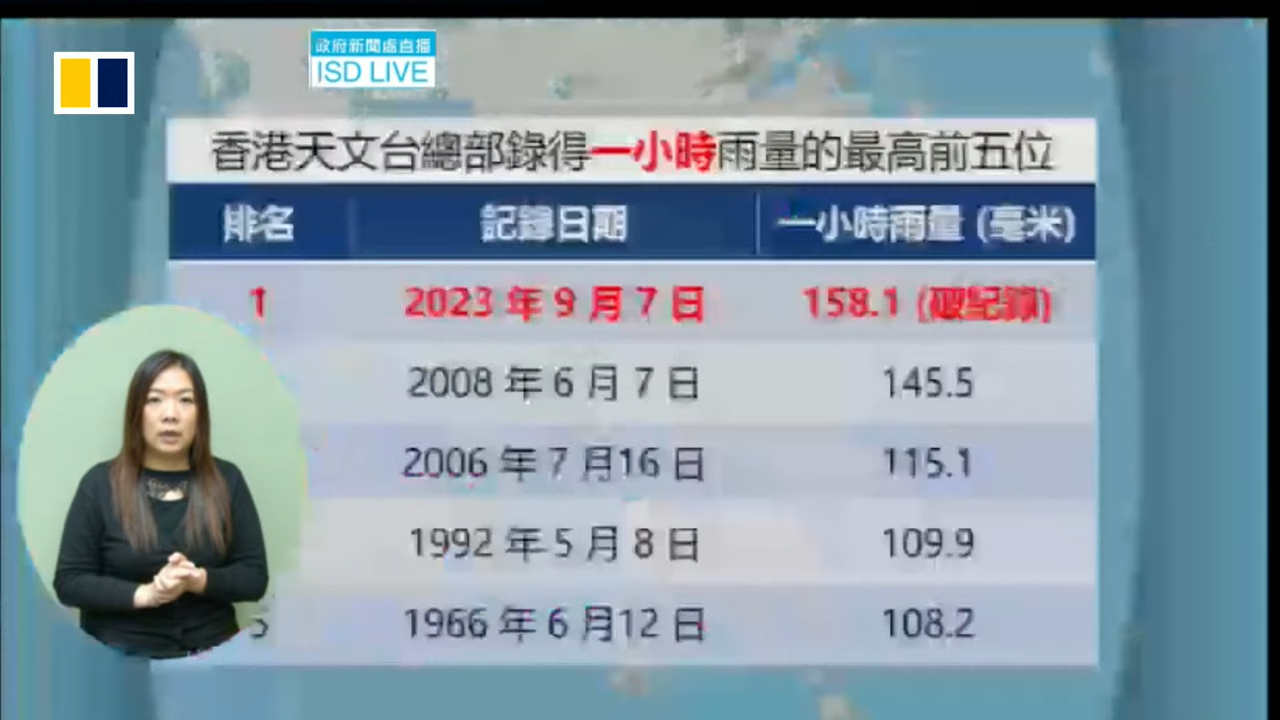 政府新聞處直播
ISD LIVE
香港天文台總部錄得一小時雨量的最高前五位
排名 記錄日期 一小時雨量 (毫米)
1 2023 年 9 月 7 日 158.1 (破紀錄)
2008 年 6 月 7 日 145.5
2006 年 7 月16 日 115.1
1992 年 5 月 8 日 109.9
5 1966 年 6 月12 日 108.2